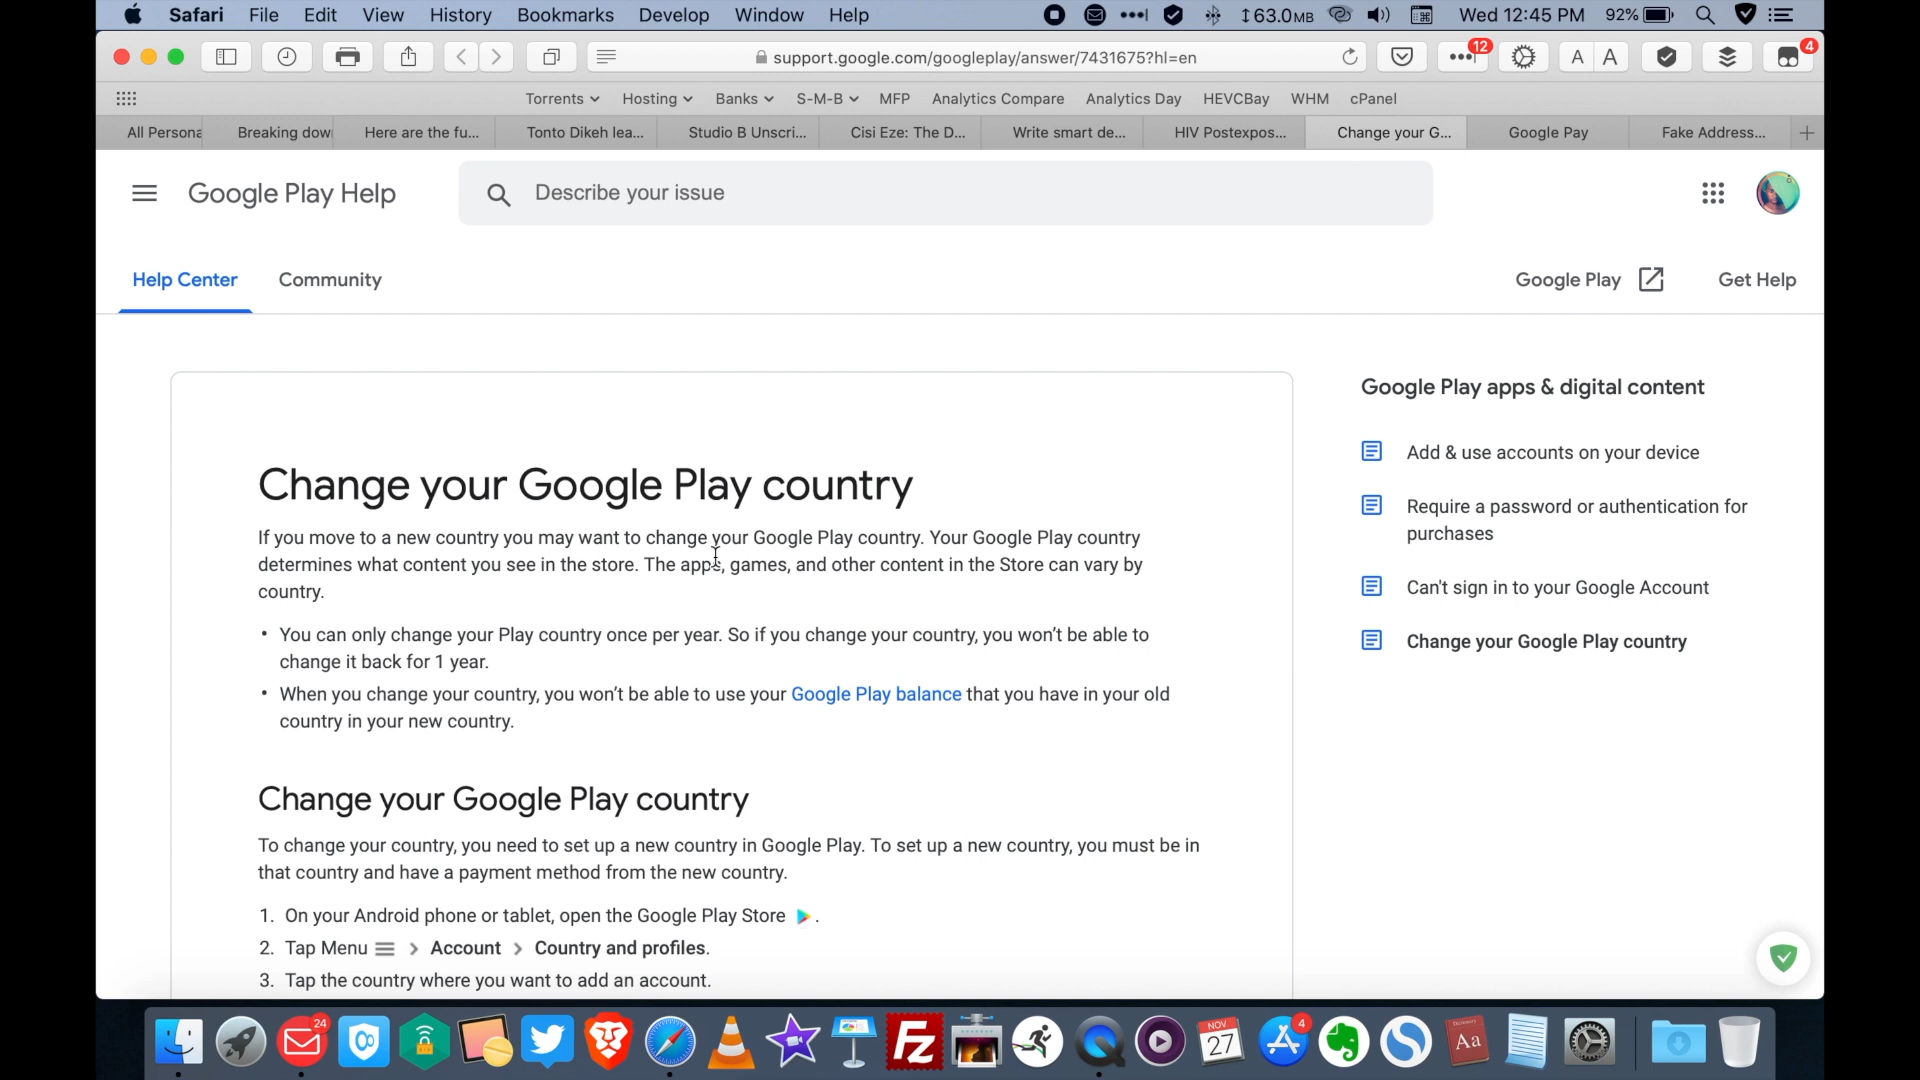 Safari File Edit View History Bookmarks Develop Window Help 63.0MB Wed 12:45 PM 92%
support.google.com/googleplay/answer/7431675?hl=en 12 A A 4
Torrents Hosting Banks S-M-B MFP Analytics Compare Analytics Day HEVCBay WHM cPanel
All Persona Breaking dow Here are the fu... Tonto Dikeh lea... Studio B Unscri... Cisi Eze: The D... Write smart de... HIV Postexpos... Change your G... Google Pay Fake Address... +
Google Play Help Describe your issue
Help Center Community Google Play Get Help
Change your Google Play country
If you move to a new country you may want to change your Google Play country. Your Google Play country
determines what content you see in the store. The apps, games, and other content in the Store can vary by
country.
• You can only change your Play country once per year. So if you change your country, you won't be able to
change it back for 1 year.
• When you change your country, you won't be able to use your Google Play balance that you have in your old
country in your new country.
Change your Google Play country
To change your country, you need to set up a new country in Google Play. To set up a new country, you must be in
that country and have a payment method from the new country.
1. On your Android phone or tablet, open the Google Play Store .
2. Tap Menu > Account > Country and profiles.
3. Tap the country where you want to add an account.
Google Play apps & digital content
Add & use accounts on your device
Require a password or authentication for
purchases
Can't sign in to your Google Account
Change your Google Play country
24 Fz NOV 27 4 Dictionary Aa